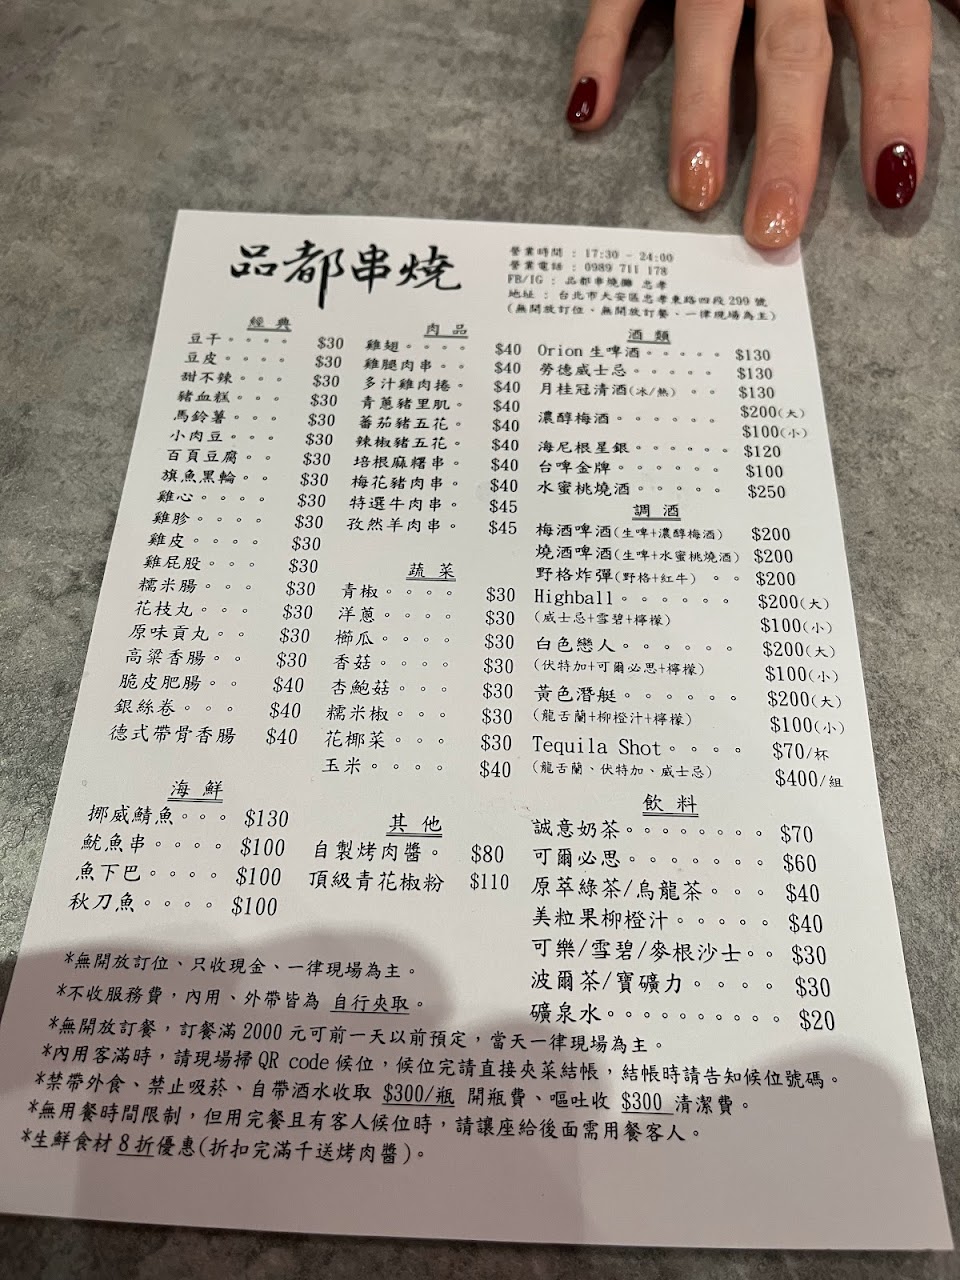 品都串燒
營業時間 : 17:30 - 24:00
營業電話 : 0989 711 178
FB/IG : 品都串燒攤 忠孝
地址 : 台北市大安區忠孝東路四段 299 號
(無開放訂位、無開放訂餐、一律現場為主)
經 典
豆干。。。。 $30
豆皮。。。。 $30
甜不辣。。。 $30
豬血糕。。。 $30
馬鈴薯。。。 $30
小肉豆。。。 $30
百頁豆腐。。 $30
旗魚黑輪。。 $30
雞心。。。。 $30
雞胗。。。。 $30
雞皮。。。。 $30
雞屁股。。。 $30
糯米腸。。。 $30
花枝丸。。。 $30
原味貢丸。。 $30
高粱香腸。。 $30
脆皮肥腸。。 $40
銀絲卷。。。 $40
德式帶骨香腸 $40
海 鮮
挪威鯖魚。。。 $130
魷魚串。。。。 $100
魚下巴。。。。 $100
秋刀魚。。。。 $100
肉 品
雞翅。。。。 $40
雞腿肉串。。 $40
多汁雞肉捲。 $40
青蔥豬里肌。 $40
蕃茄豬五花。 $40
辣椒豬五花。 $40
培根麻糬串。 $40
梅花豬肉串。 $40
特選牛肉串。 $45
孜然羊肉串。 $45
蔬 菜
青椒。。。。 $30
洋蔥。。。。 $30
櫛瓜。。。。 $30
香菇。。。。 $30
杏鮑菇。。。 $30
糯米椒。。。 $30
花椰菜。。。 $30
玉米。。。。 $40
其 他
自製烤肉醬。 $80
頂級青花椒粉 $110
酒 類
Orion 生啤酒。。。。。 $130
勞德威士忌。。。。。 $130
月桂冠清酒(冰/熱) 。。 $130
濃醇梅酒。。。。。。 $200(大)
$100(小)
海尼根星銀。。。。。。 $120
台啤金牌。。。。。。 $100
水蜜桃燒酒。。。。。 $250
調 酒
梅酒啤酒(生啤+濃醇梅酒) $200
燒酒啤酒(生啤+水蜜桃燒酒) $200
野格炸彈(野格+紅牛) 。。 $200
Highball。。。。。。 $200(大)
(威士忌+雪碧+檸檬) $100(小)
白色戀人。。。。。。 $200(大)
(伏特加+可爾必思+檸檬) $100(小)
黃色潛艇。。。。。。 $200(大)
(龍舌蘭+柳橙汁+檸檬) $100(小)
Tequila Shot。。。。 $70/杯
(龍舌蘭、伏特加、威士忌) $400/組
飲 料
誠意奶茶。。。。。。。。 $70
可爾必思。。。。。。。 $60
原萃綠茶/烏龍茶。。。 $40
美粒果柳橙汁。。。。。 $40
可樂/雪碧/麥根沙士。。 $30
波爾茶/寶礦力。。。。 $30
礦泉水。。。。。。。。。。 $20
*無開放訂位、只收現金、一律現場為主。
*不收服務費，內用、外帶皆為 自行夾取。
*無開放訂餐，訂餐滿 2000 元可前一天以前預定，當天一律現場為主。
*內用客滿時，請現場掃 QR code 候位，候位完請直接夾菜結帳，結帳時請告知候位號碼。
*禁帶外食、禁止吸菸、自帶酒水收取 $300/瓶 開瓶費、嘔吐收 $300 清潔費。
*無用餐時間限制，但用完餐且有客人候位時，請讓座給後面需用餐客人。
*生鮮食材 8 折優惠(折扣完滿千送烤肉醬)。